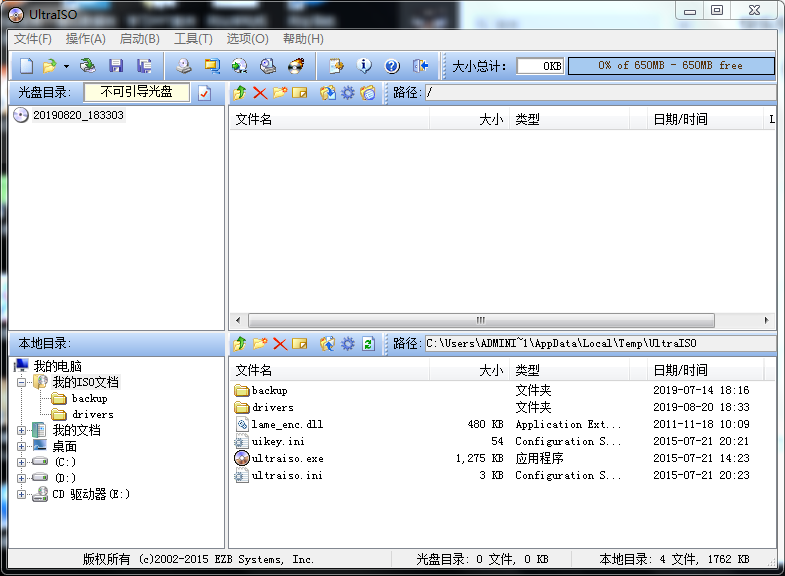 UltraISO
文件(F) 操作(A) 启动(B) 工具(T) 选项(O) 帮助(H)
大小总计: 0KB 0% of 650MB - 650MB free
光盘目录: 不可引导光盘 路径: /
20190820_183303
文件名 大小 类型 日期/时间 L
本地目录: 路径: C:\Users\ADMINI~1\AppData\Local\Temp\UltraISO
我的电脑
我的ISO文档
backup
drivers
我的文档
桌面
(C:)
(D:)
CD 驱动器(E:)
文件名 大小 类型 日期/时间
backup 文件夹 2019-07-14 18:16
drivers 文件夹 2019-08-20 18:33
lame_enc.dll 480 KB Application Ext... 2011-11-18 10:09
uikey.ini 54 Configuration S... 2015-07-21 20:21
ultraiso.exe 1,275 KB 应用程序 2015-07-21 14:23
ultraiso.ini 3 KB Configuration S... 2015-07-21 20:23
版权所有 (c)2002-2015 EZB Systems, Inc. 光盘目录: 0 文件, 0 KB 本地目录: 4 文件, 1762 KB